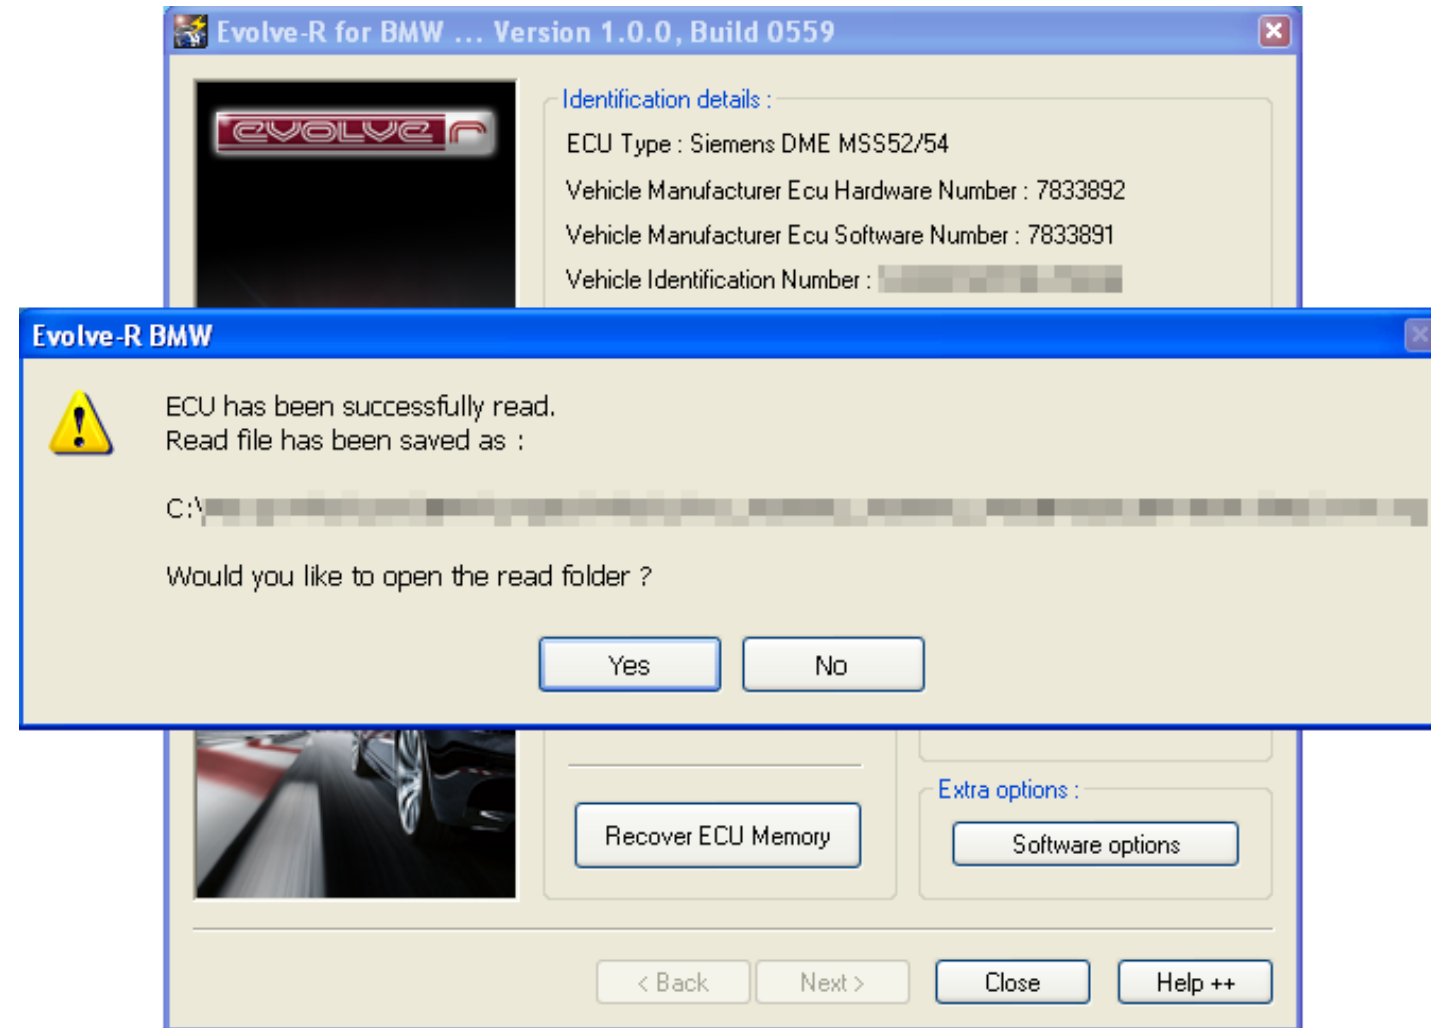 Evolve-R for BMW ... Version 1.0.0, Build 0559
evolve r
Identification details :
ECU Type : Siemens DME MSS52/54
Vehicle Manufacturer Ecu Hardware Number : 7833892
Vehicle Manufacturer Ecu Software Number : 7833891
Vehicle Identification Number :
Evolve-R BMW
ECU has been successfully read.
Read file has been saved as :
C:\
Would you like to open the read folder ?
Yes
No
Recover ECU Memory
Extra options :
Software options
< Back
Next >
Close
Help ++